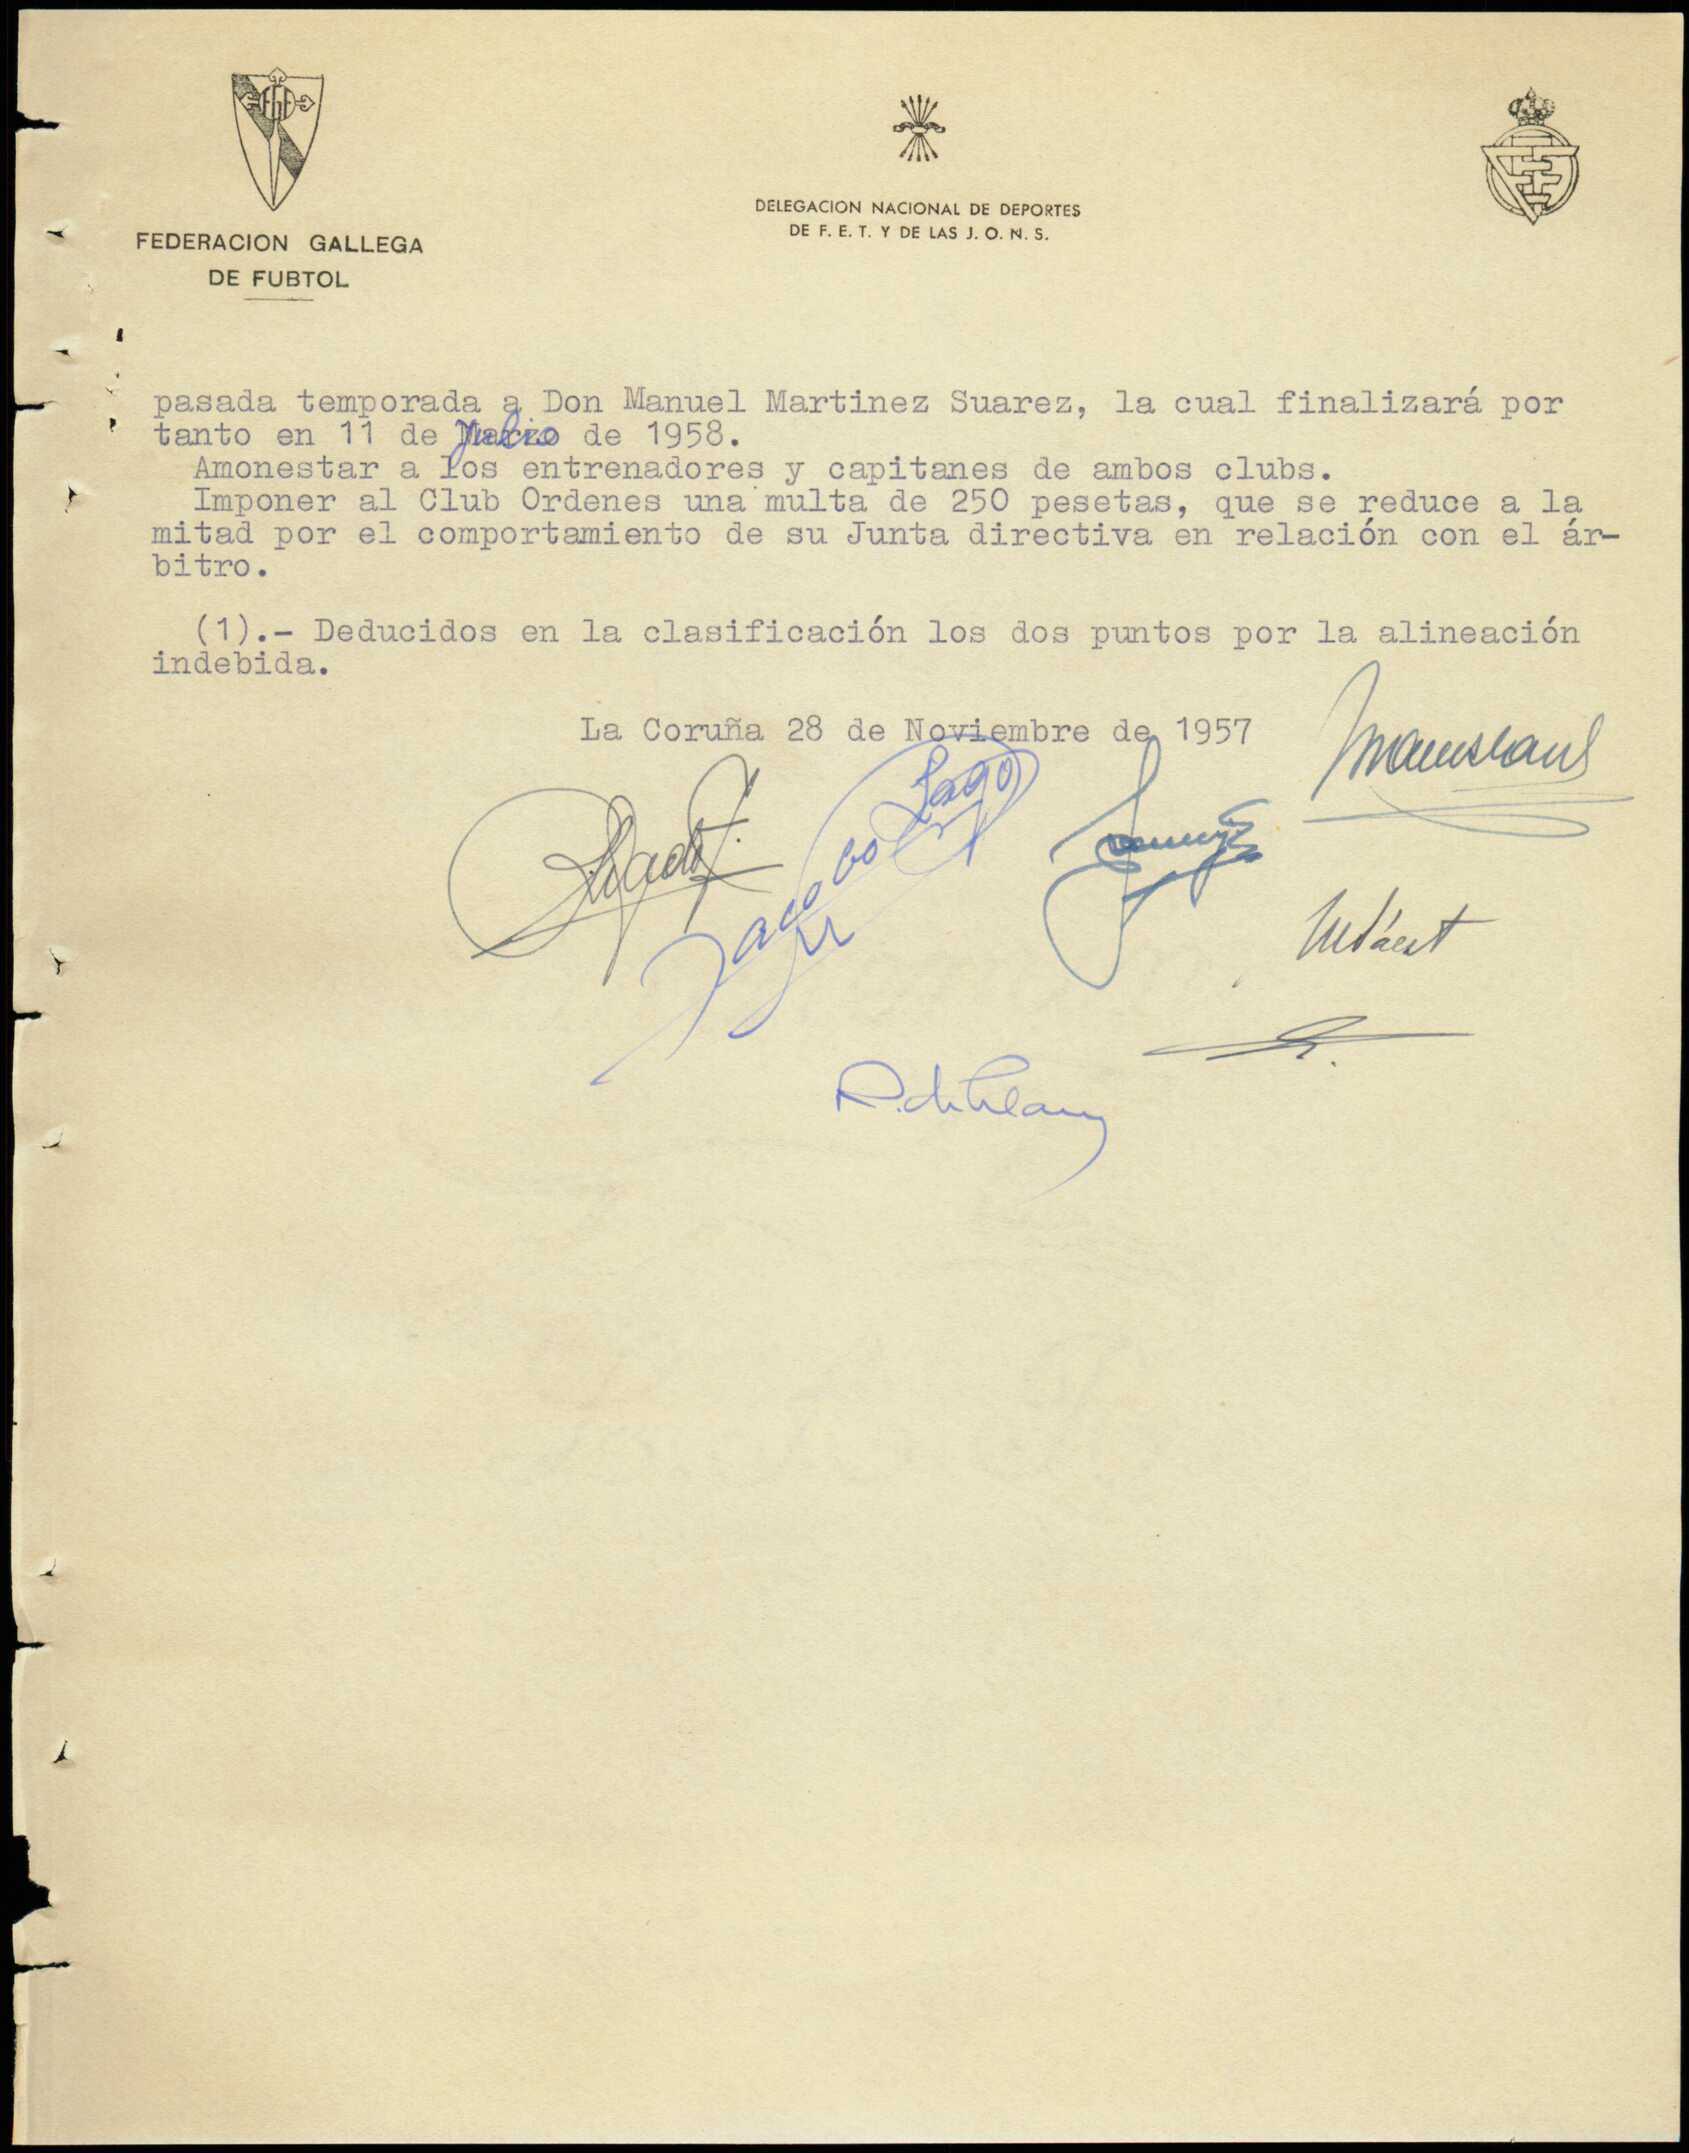 FGF
FEDERACION GALLEGA
DE FUBTOL
DELEGACION NACIONAL DE DEPORTES
DE F. E. T. Y DE LAS J. O. N. S.
pasada temporada a Don Manuel Martinez Suarez, la cual finalizará por
tanto en 11 de Julio de 1958.
Amonestar a los entrenadores y capitanes de ambos clubs.
Imponer al Club Ordenes una multa de 250 pesetas, que se reduce a la
mitad por el comportamiento de su Junta directiva en relación con el ár-
bitro.
(1).- Deducidos en la clasificación los dos puntos por la alineación
indebida.
La Coruña 28 de Noviembre de 1957
Jacobo Lago